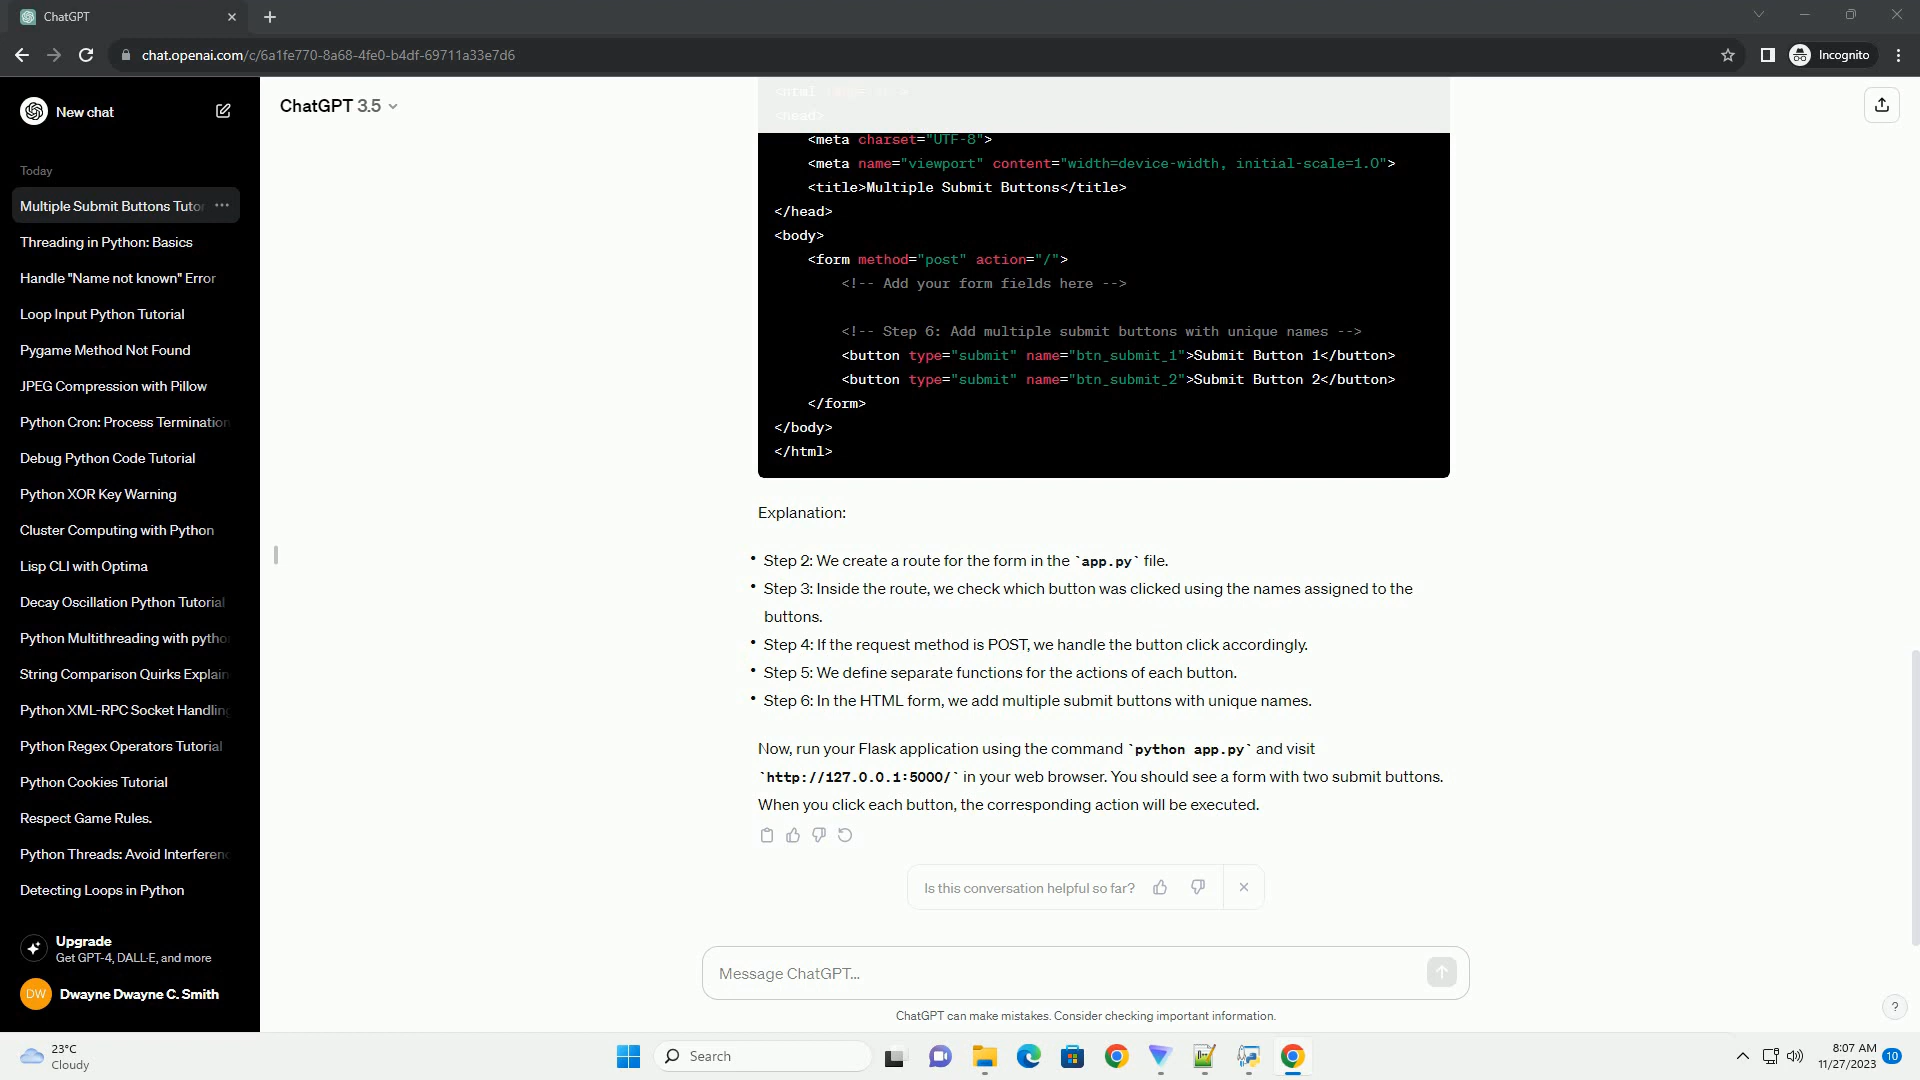 ChatGPT
chat.openai.com/c/6a1fe770-8a68-4fe0-b4df-69711a33e7d6
Incognito
New chat
Today
Multiple Submit Buttons Tutor
Threading in Python: Basics
Handle "Name not known" Error
Loop Input Python Tutorial
Pygame Method Not Found
JPEG Compression with Pillow
Python Cron: Process Termination
Debug Python Code Tutorial
Python XOR Key Warning
Cluster Computing with Python
Lisp CLI with Optima
Decay Oscillation Python Tutorial
Python Multithreading with pytho
String Comparison Quirks Explain
Python XML-RPC Socket Handling
Python Regex Operators Tutorial
Python Cookies Tutorial
Respect Game Rules.
Python Threads: Avoid Interferenc
Detecting Loops in Python
Upgrade
Get GPT-4, DALL·E, and more
DW
Dwayne Dwayne C. Smith
ChatGPT 3.5
<head>
<meta charset="UTF-8">
<meta name="viewport" content="width=device-width, initial-scale=1.0">
<title>Multiple Submit Buttons</title>
</head>
<body>
<form method="post" action="/">
<!-- Add your form fields here -->
<!-- Step 6: Add multiple submit buttons with unique names -->
<button type="submit" name="btn_submit_1">Submit Button 1</button>
<button type="submit" name="btn_submit_2">Submit Button 2</button>
</form>
</body>
</html>
Explanation:
• Step 2: We create a route for the form in the `app.py` file.
• Step 3: Inside the route, we check which button was clicked using the names assigned to the
buttons.
• Step 4: If the request method is POST, we handle the button click accordingly.
• Step 5: We define separate functions for the actions of each button.
• Step 6: In the HTML form, we add multiple submit buttons with unique names.
Now, run your Flask application using the command `python app.py` and visit
`http://127.0.0.1:5000/` in your web browser. You should see a form with two submit buttons.
When you click each button, the corresponding action will be executed.
Is this conversation helpful so far?
Message ChatGPT...
ChatGPT can make mistakes. Consider checking important information.
?
23°C
Cloudy
Search
8:07 AM
11/27/2023
10